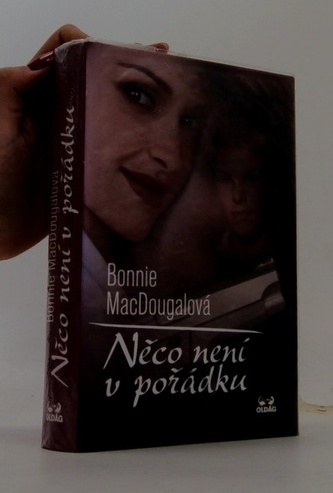 Bonnie
MacDougalová
Něco není
v pořádku
OLDAG
Bonnie MacDougalová
Něco není v pořádku
OLDAG